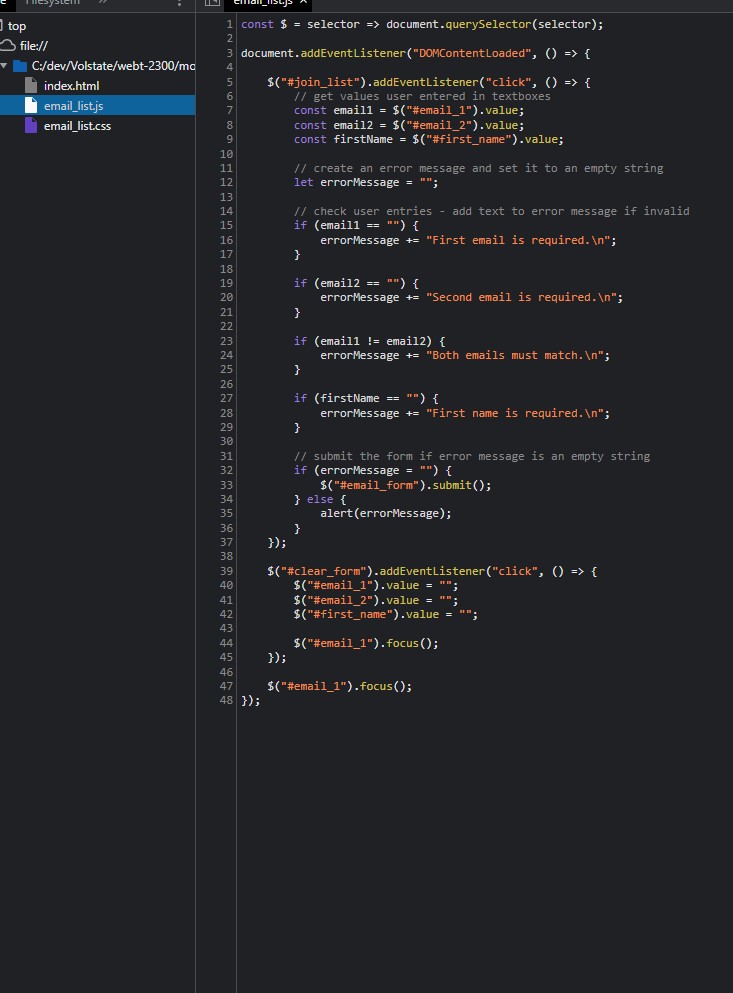 Filesystem
email_list.js ×
top
file://
C:/dev/Volstate/webt-2300/mo
index.html
email_list.js
email_list.css
1 const $ = selector => document.querySelector(selector);
2
3 document.addEventListener("DOMContentLoaded", () => {
4
5     $("#join_list").addEventListener("click", () => {
6         // get values user entered in textboxes
7         const email1 = $("#email_1").value;
8         const email2 = $("#email_2").value;
9         const firstName = $("#first_name").value;
10
11         // create an error message and set it to an empty string
12         let errorMessage = "";
13
14         // check user entries - add text to error message if invalid
15         if (email1 == "") {
16             errorMessage += "First email is required.\n";
17         }
18
19         if (email2 == "") {
20             errorMessage += "Second email is required.\n";
21         }
22
23         if (email1 != email2) {
24             errorMessage += "Both emails must match.\n";
25         }
26
27         if (firstName == "") {
28             errorMessage += "First name is required.\n";
29         }
30
31         // submit the form if error message is an empty string
32         if (errorMessage = "") {
33             $("#email_form").submit();
34         } else {
35             alert(errorMessage);
36         }
37     });
38
39     $("#clear_form").addEventListener("click", () => {
40         $("#email_1").value = "";
41         $("#email_2").value = "";
42         $("#first_name").value = "";
43
44         $("#email_1").focus();
45     });
46
47     $("#email_1").focus();
48 });